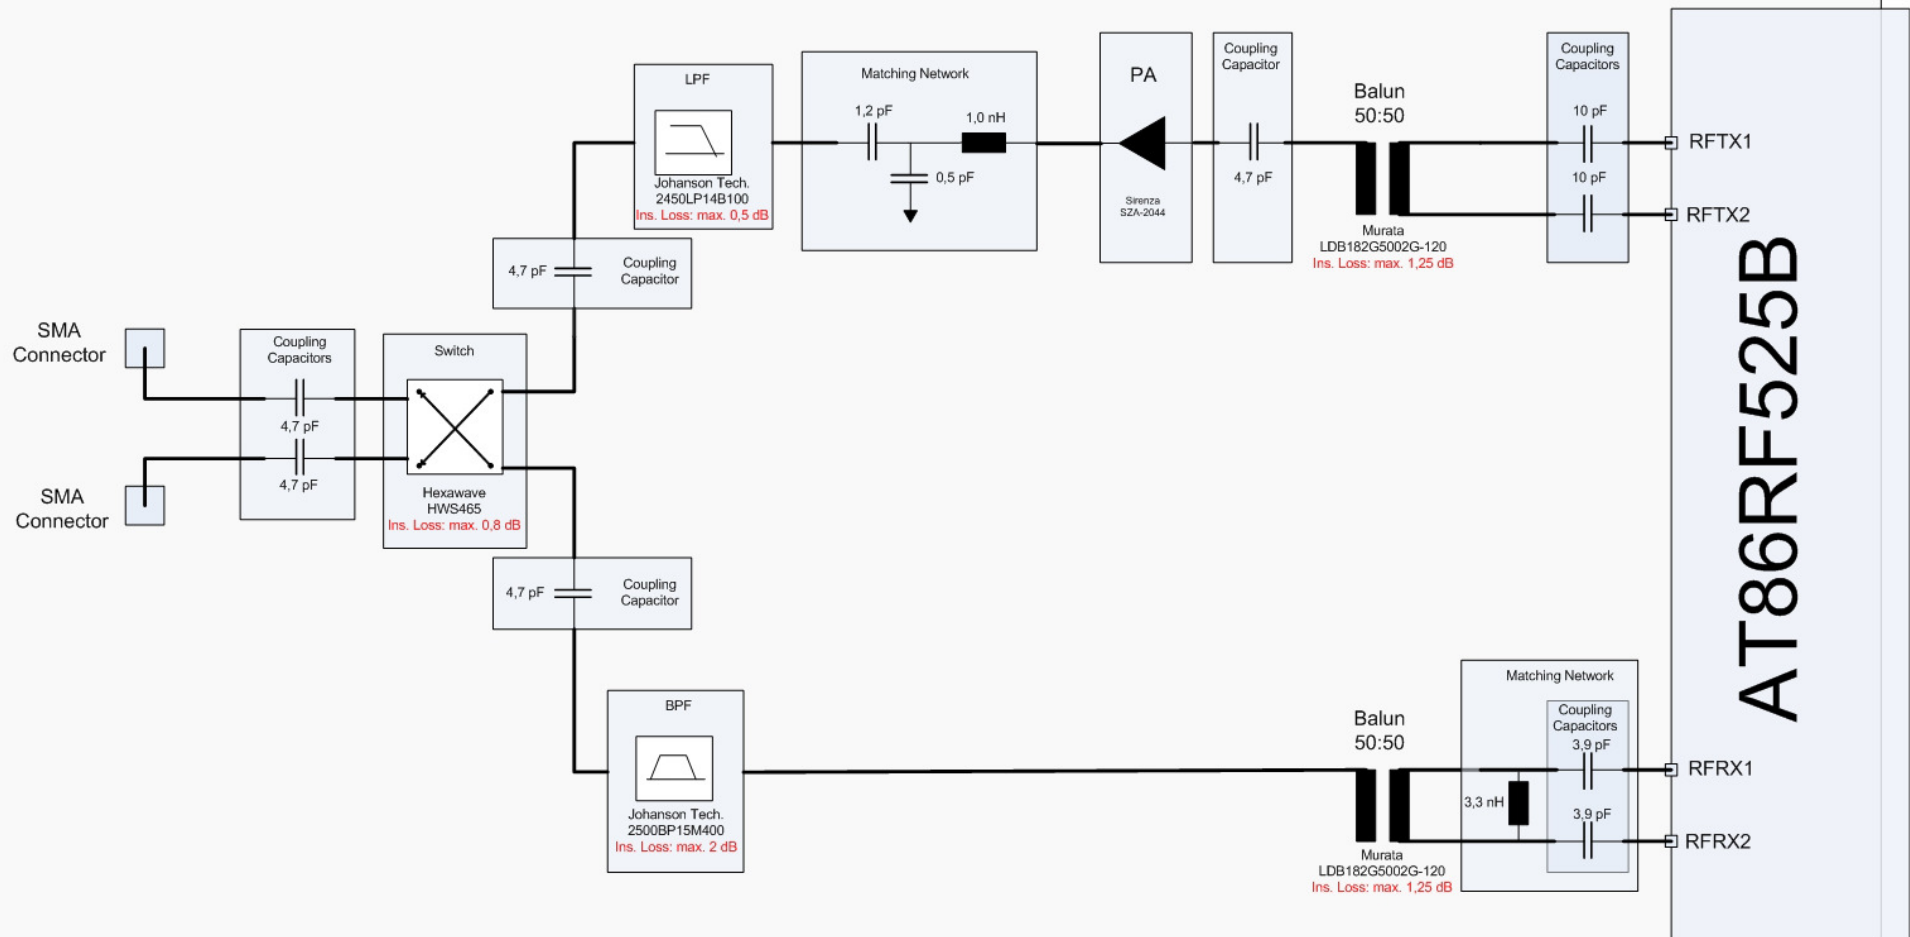 LPF
Johanson Tech.
2450LP14B100
Ins. Loss: max. 0,5 dB
Matching Network
1,2 pF
1,0 nH
0,5 pF
PA
Sirenza
SZA-2044
Coupling
Capacitor
4,7 pF
Balun
50:50
Murata
LDB182G5002G-120
Ins. Loss: max. 1,25 dB
Coupling
Capacitors
10 pF
10 pF
RFTX1
RFTX2
AT86RF525B
4,7 pF
Coupling
Capacitor
SMA
Connector
SMA
Connector
Coupling
Capacitors
4,7 pF
4,7 pF
Switch
Hexawave
HWS465
Ins. Loss: max. 0,8 dB
4,7 pF
Coupling
Capacitor
BPF
Johanson Tech.
2500BP15M400
Ins. Loss: max. 2 dB
Balun
50:50
Murata
LDB182G5002G-120
Ins. Loss: max. 1,25 dB
Matching Network
Coupling
Capacitors
3,9 pF
3,3 nH
3,9 pF
RFRX1
RFRX2